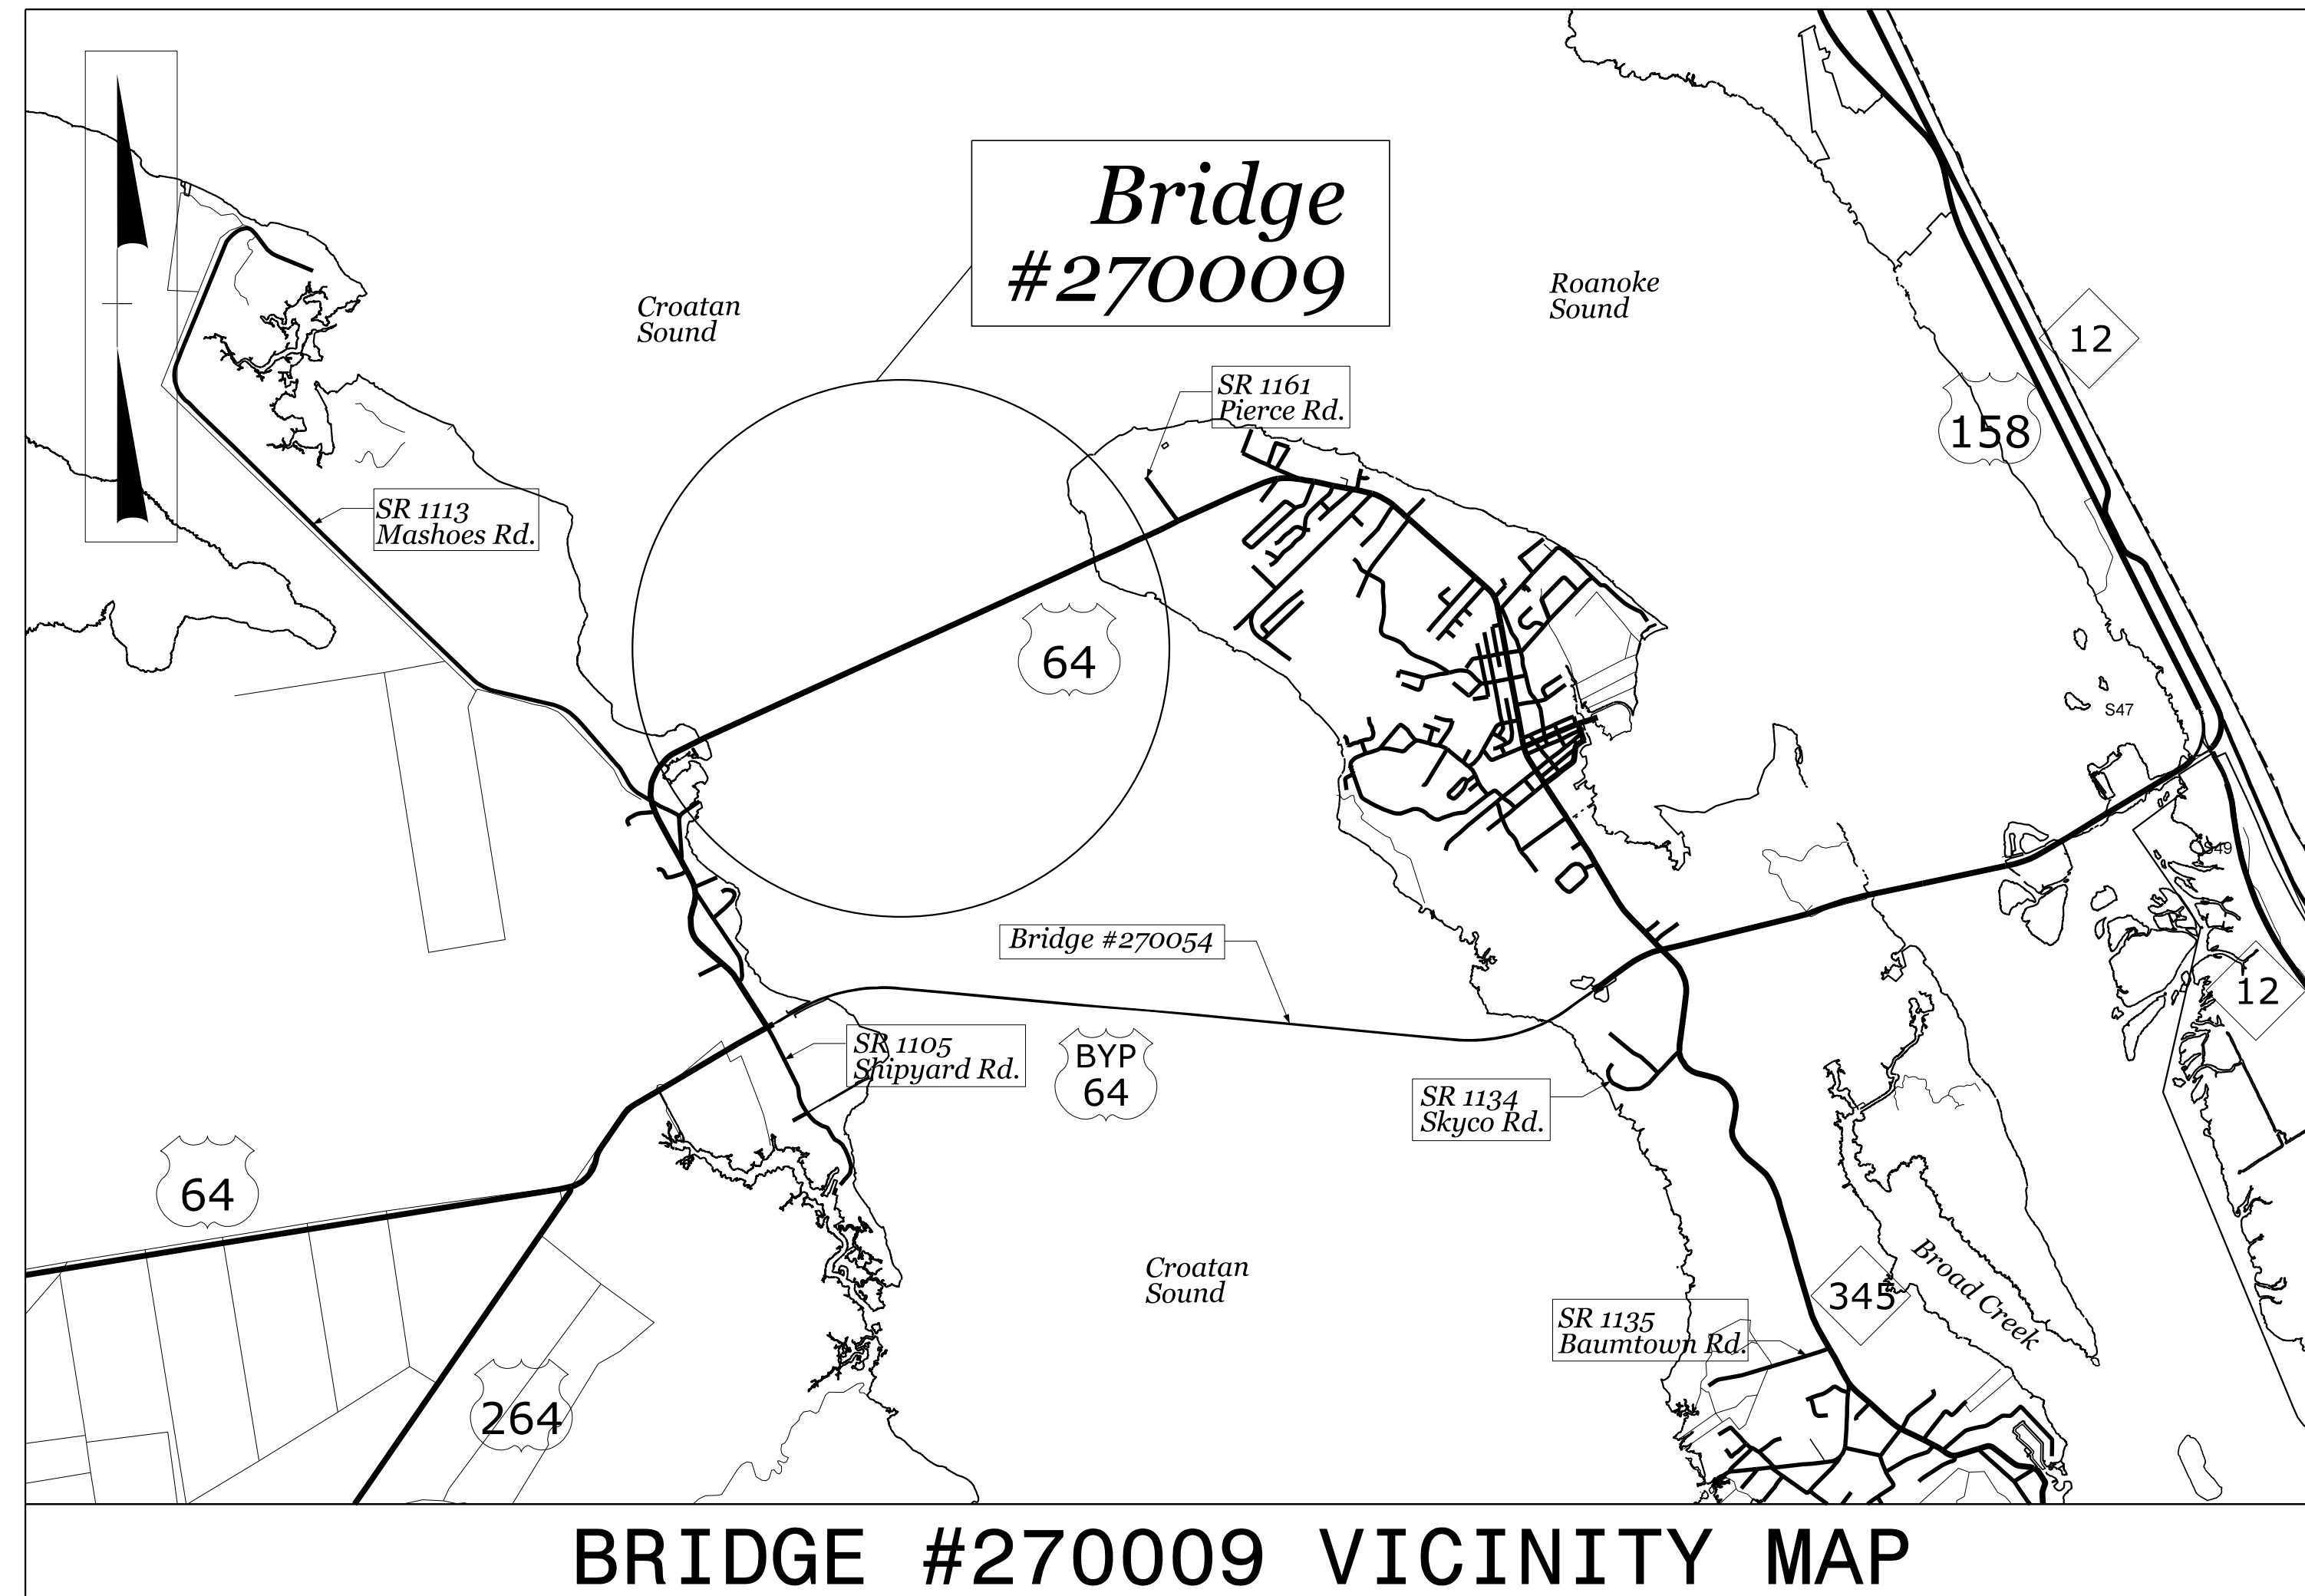 Bridge
#270009
Croatan
Sound
Roanoke
Sound
12
SR 1161
Pierce Rd.
158
SR 1113
Mashoes Rd.
64
S47
S49
Bridge #270054
12
SR 1105
Shipyard Rd.
BYP
64
SR 1134
Skyco Rd.
64
Croatan
Sound
345
Broad Creek
SR 1135
Baumtown Rd.
264
BRIDGE #270009 VICINITY MAP